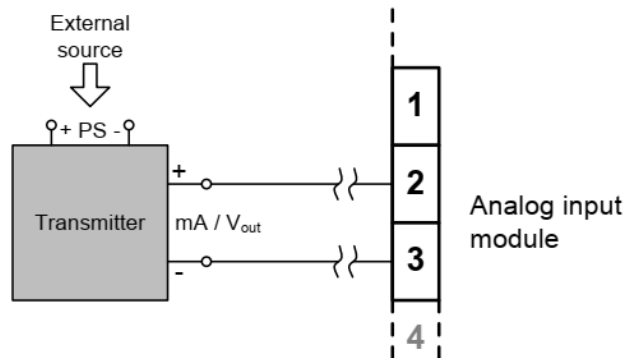 External
source
+ PS -
Transmitter
+
mA / Vout
-
1
2
3
4
Analog input
module